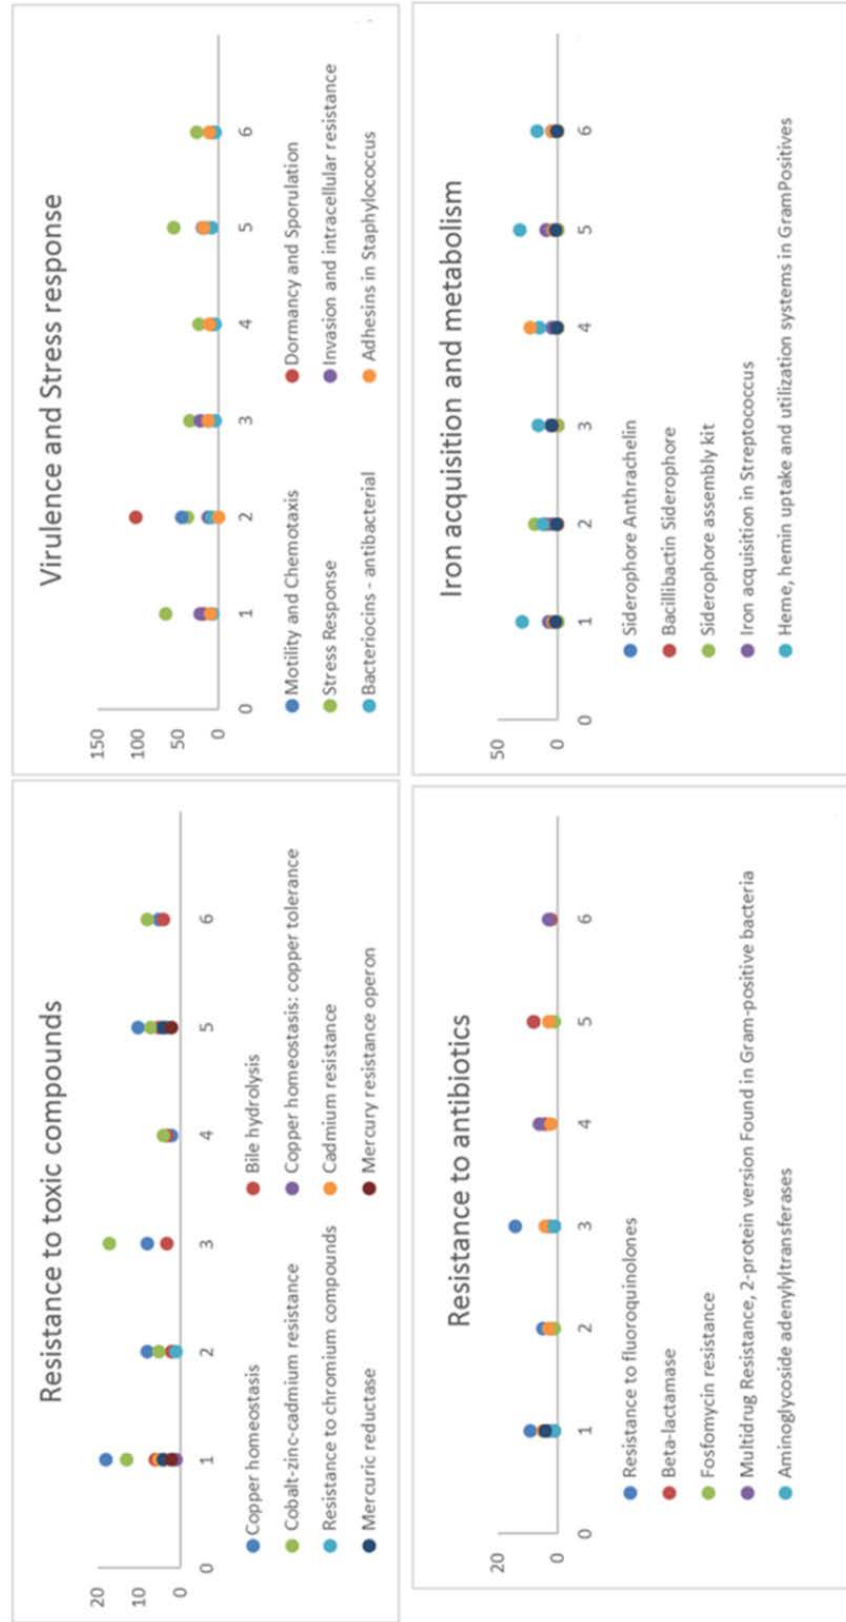 Resistance to toxic compounds
20
10
0
0 1 2 3 4 5 6
Copper homeostasis Bile hydrolysis
Cobalt-zinc-cadmium resistance Copper homeostasis: copper tolerance
Resistance to chromium compounds Cadmium resistance
Mercuric reductase Mercury resistance operon
Virulence and Stress response
150
100
50
0
0 1 2 3 4 5 6
Motility and Chemotaxis Dormancy and Sporulation
Stress Response Invasion and intracellular resistance
Bacteriocins - antibacterial Adhesins in Staphylococcus
Resistance to antibiotics
20
0
0 1 2 3 4 5 6
Resistance to fluoroquinolones
Beta-lactamase
Fosfomycin resistance
Multidrug Resistance, 2-protein version Found in Gram-positive bacteria
Aminoglycoside adenylyltransferases
Iron acquisition and metabolism
50
0
0 1 2 3 4 5 6
Siderophore Anthrachelin
Bacillibactin Siderophore
Siderophore assembly kit
Iron acquisition in Streptococcus
Heme, hemin uptake and utilization systems in GramPositives